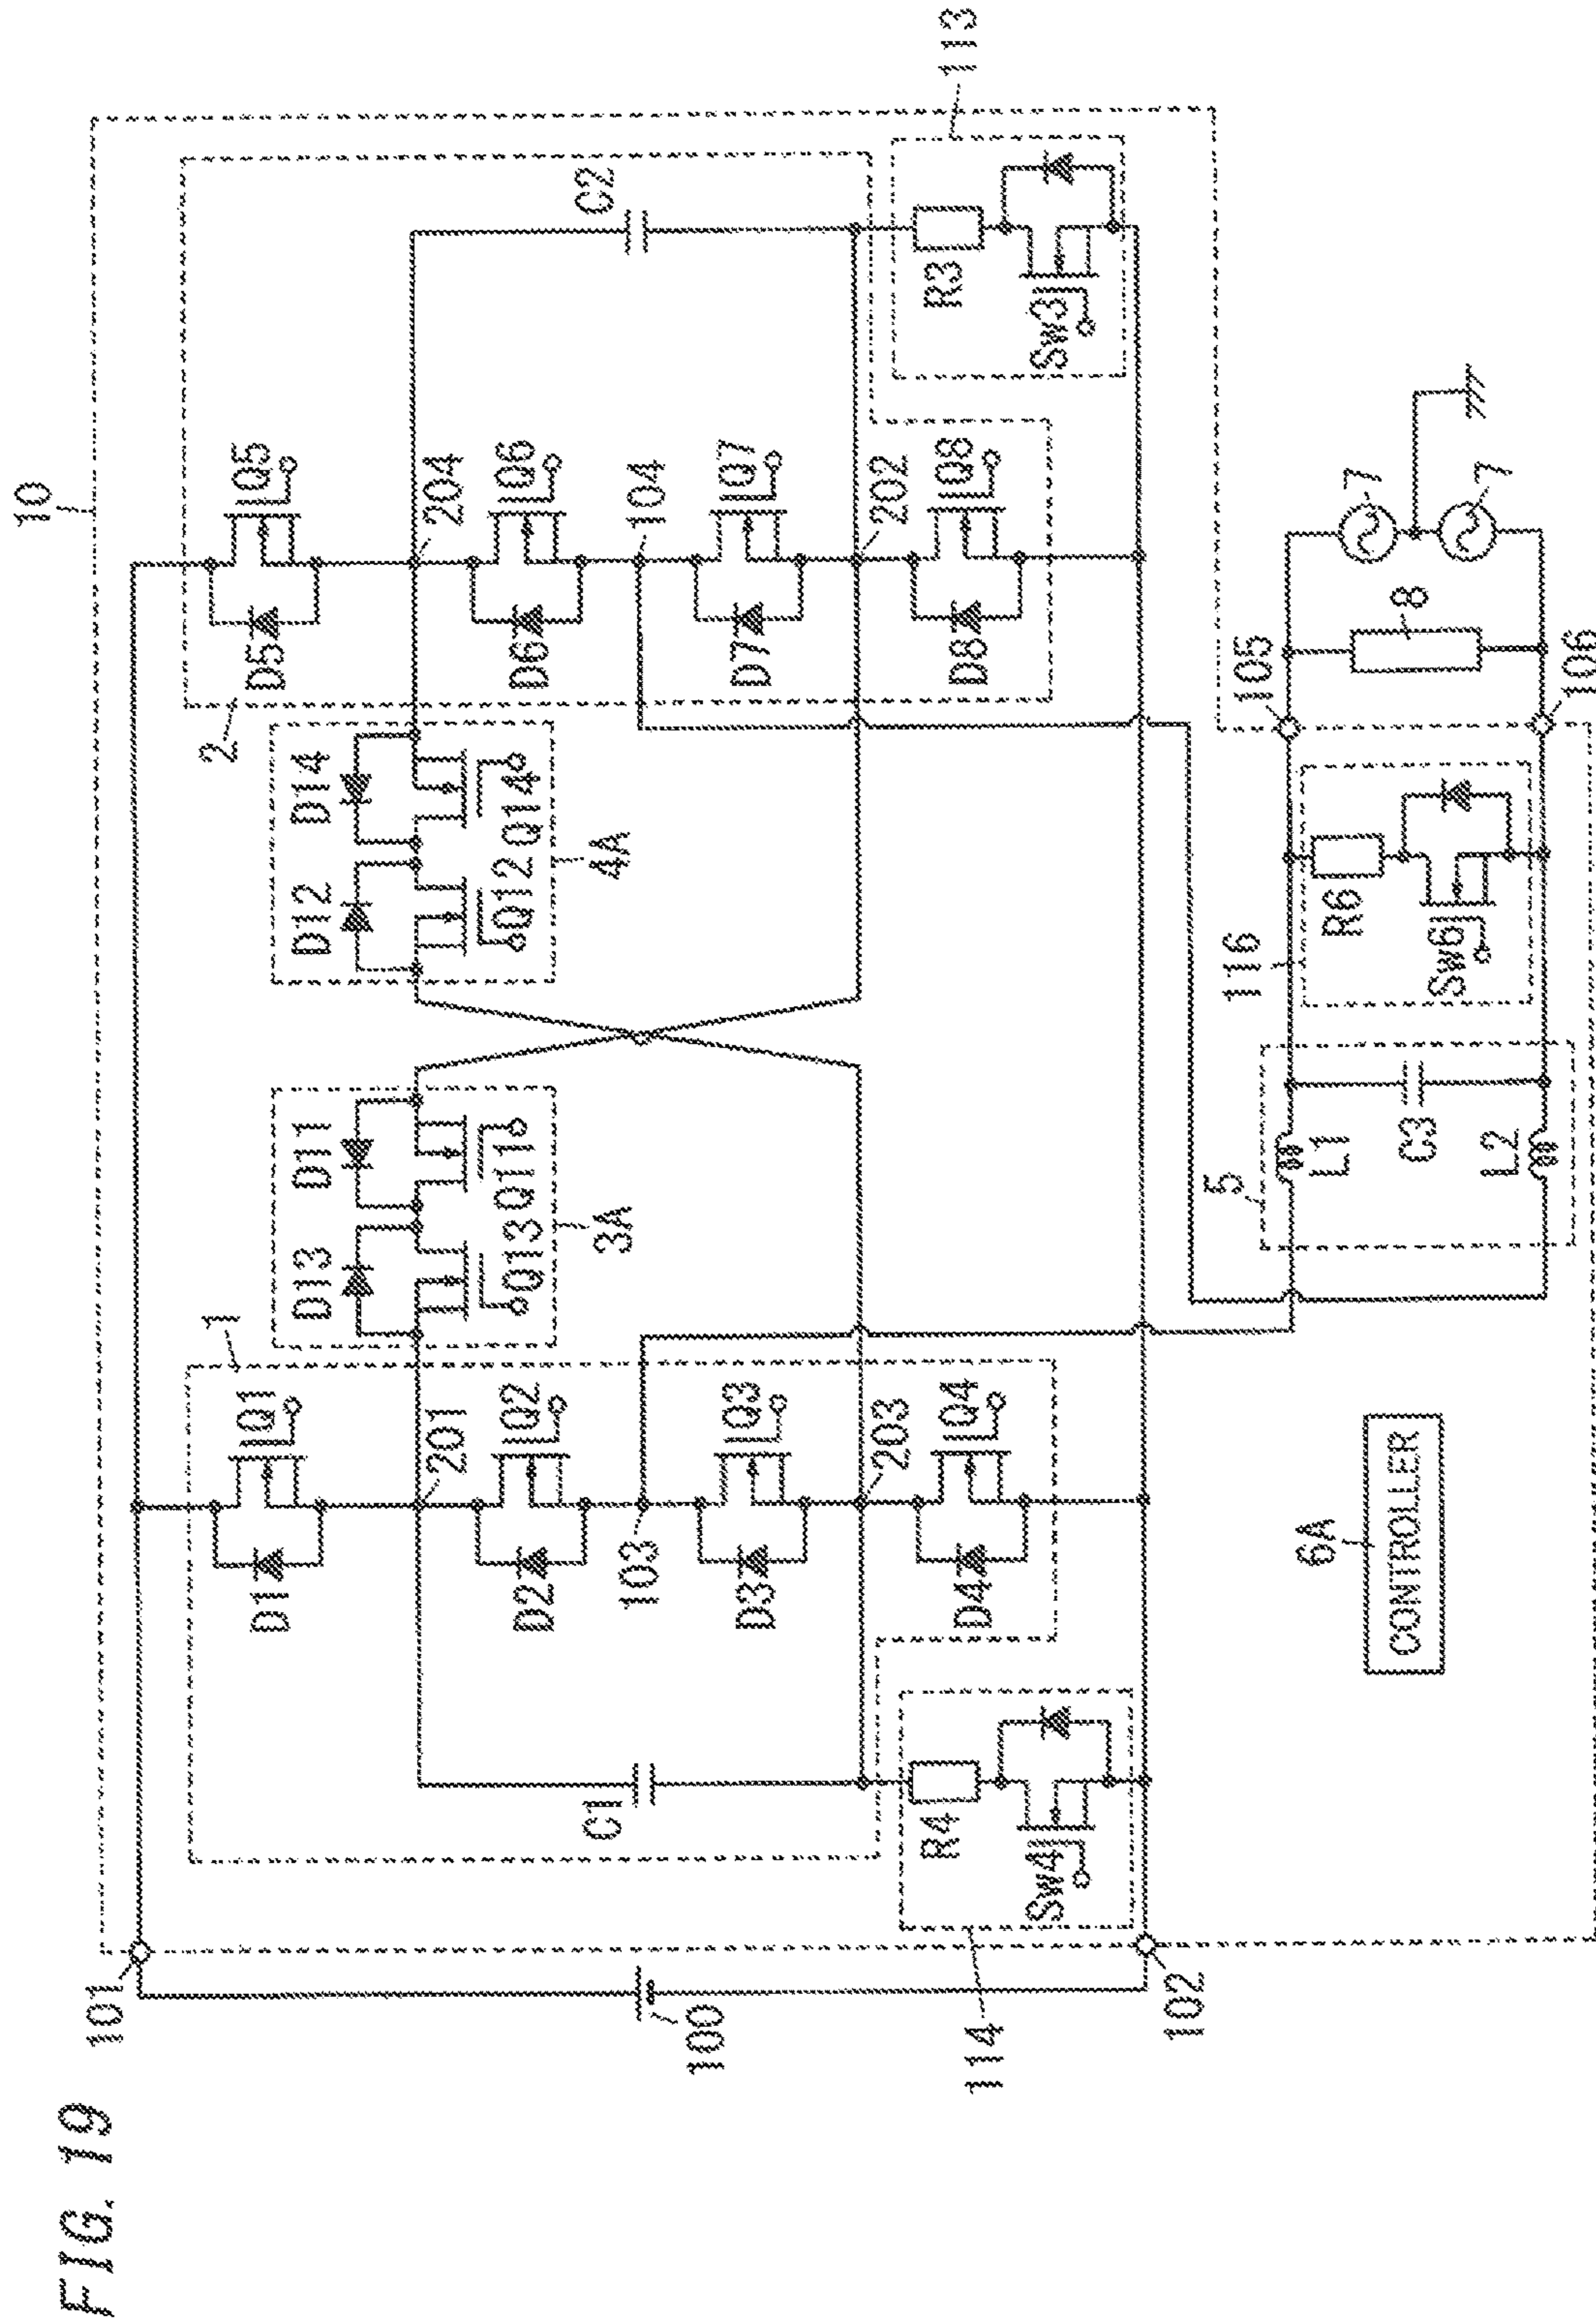 FIG. 19
10
101
100
102
114
113
1
D1
Q1
201
D2
Q2
103
D3
Q3
203
D4
Q4
C1
R4
Sw4
D13
D11
Q13
Q11
3A
D12
D14
Q12
Q14
4A
2
D5
Q5
204
D6
Q6
104
D7
Q7
202
D8
Q8
C2
R3
Sw3
5
L1
C3
L2
116
R6
Sw6
105
106
8
7
7
6A
CONTROLLER